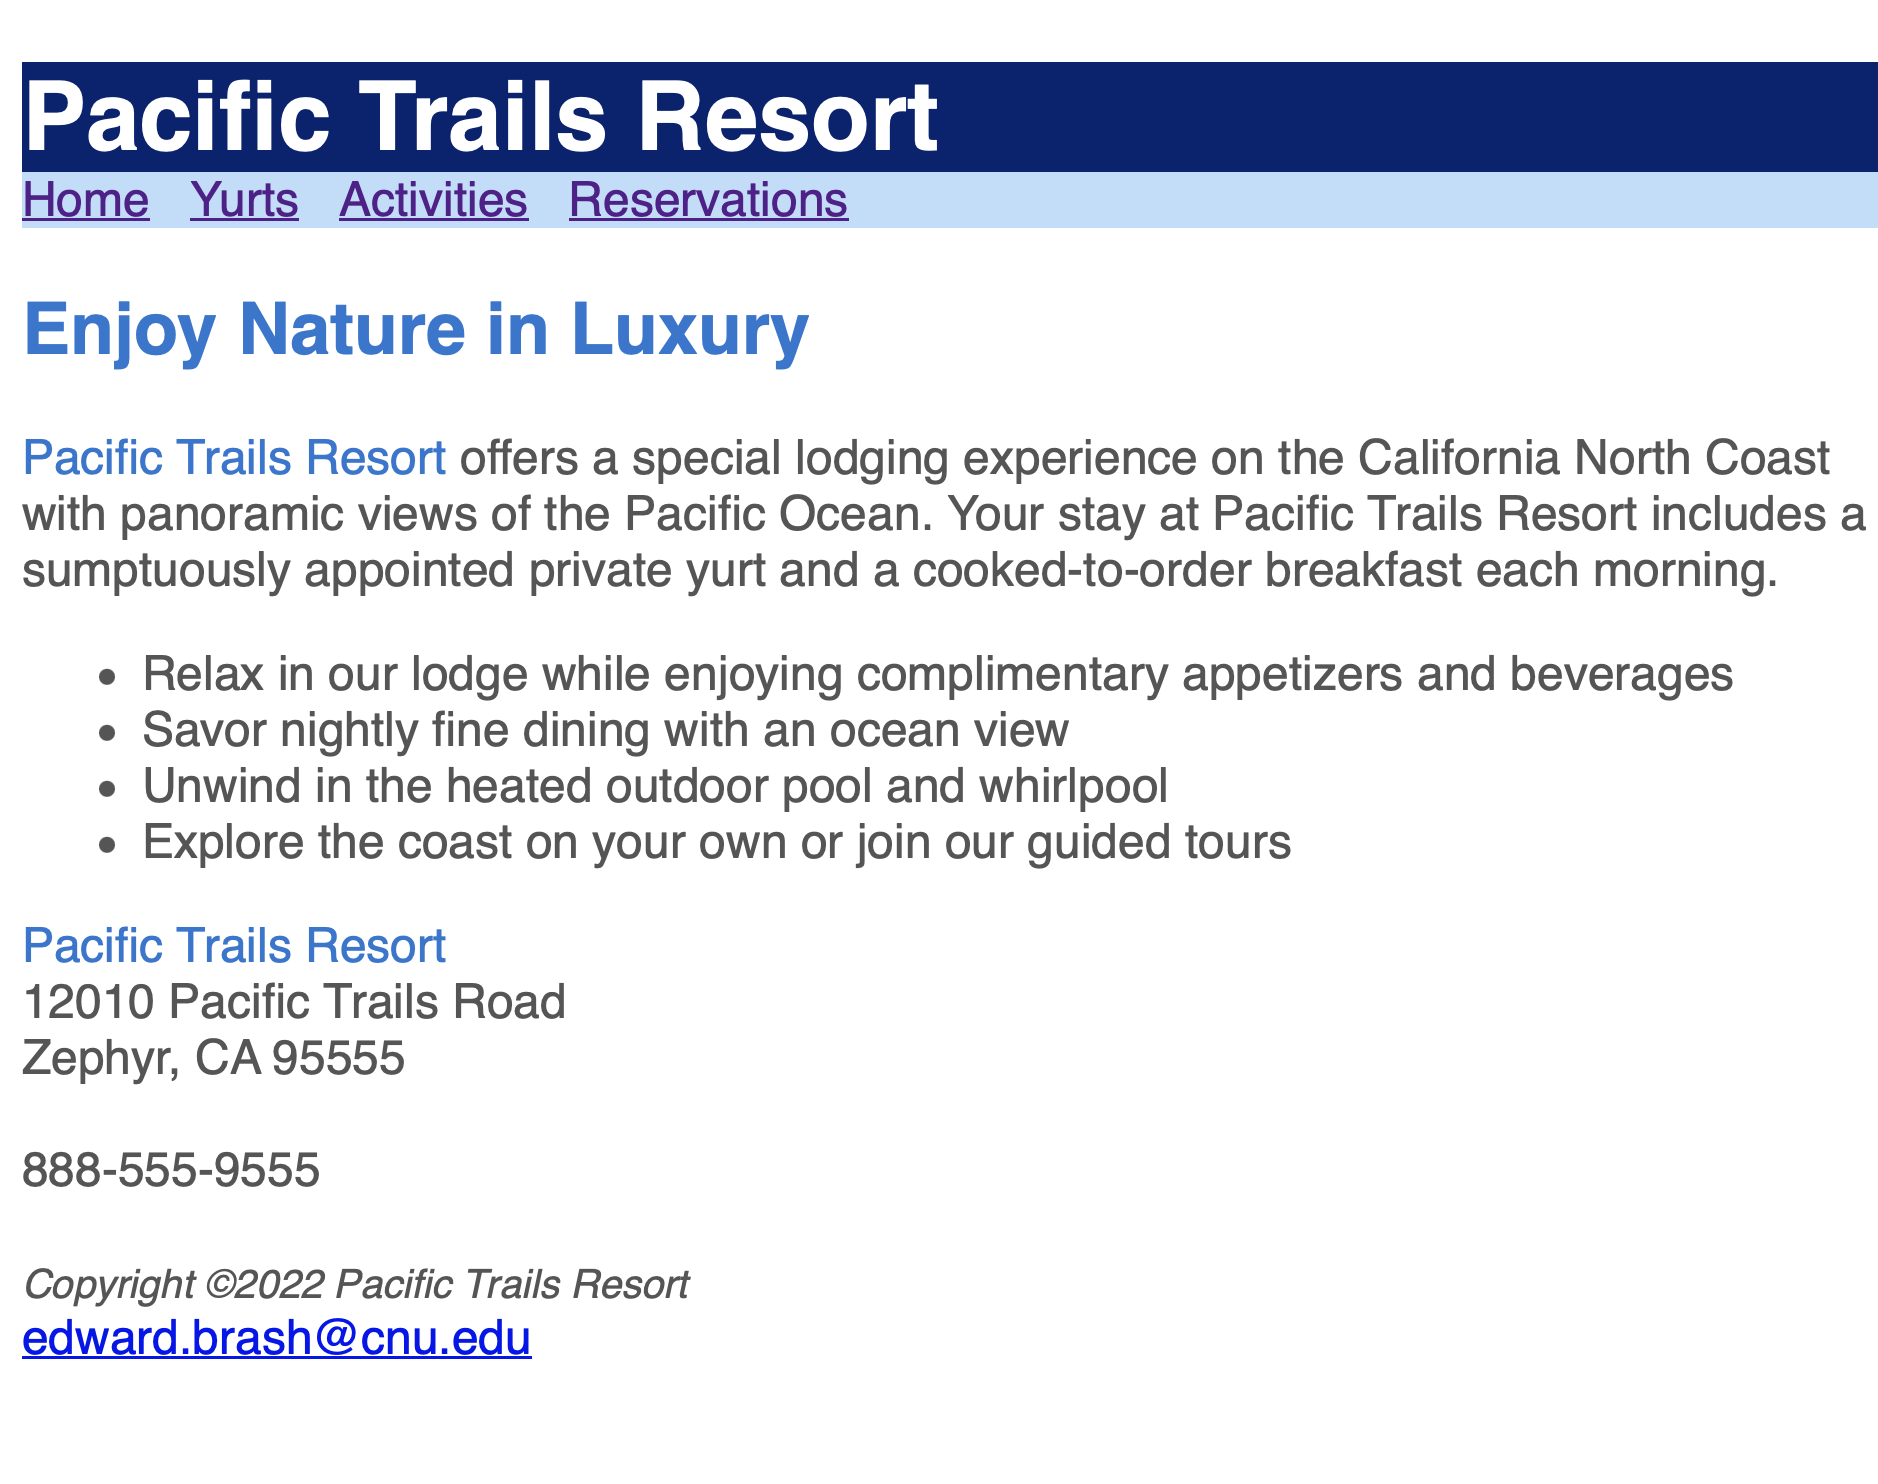 Pacific Trails Resort
Home Yurts Activities Reservations
Enjoy Nature in Luxury
Pacific Trails Resort offers a special lodging experience on the California North Coast
with panoramic views of the Pacific Ocean. Your stay at Pacific Trails Resort includes a
sumptuously appointed private yurt and a cooked-to-order breakfast each morning.
• Relax in our lodge while enjoying complimentary appetizers and beverages
• Savor nightly fine dining with an ocean view
• Unwind in the heated outdoor pool and whirlpool
• Explore the coast on your own or join our guided tours
Pacific Trails Resort
12010 Pacific Trails Road
Zephyr, CA 95555
888-555-9555
Copyright ©2022 Pacific Trails Resort
edward.brash@cnu.edu